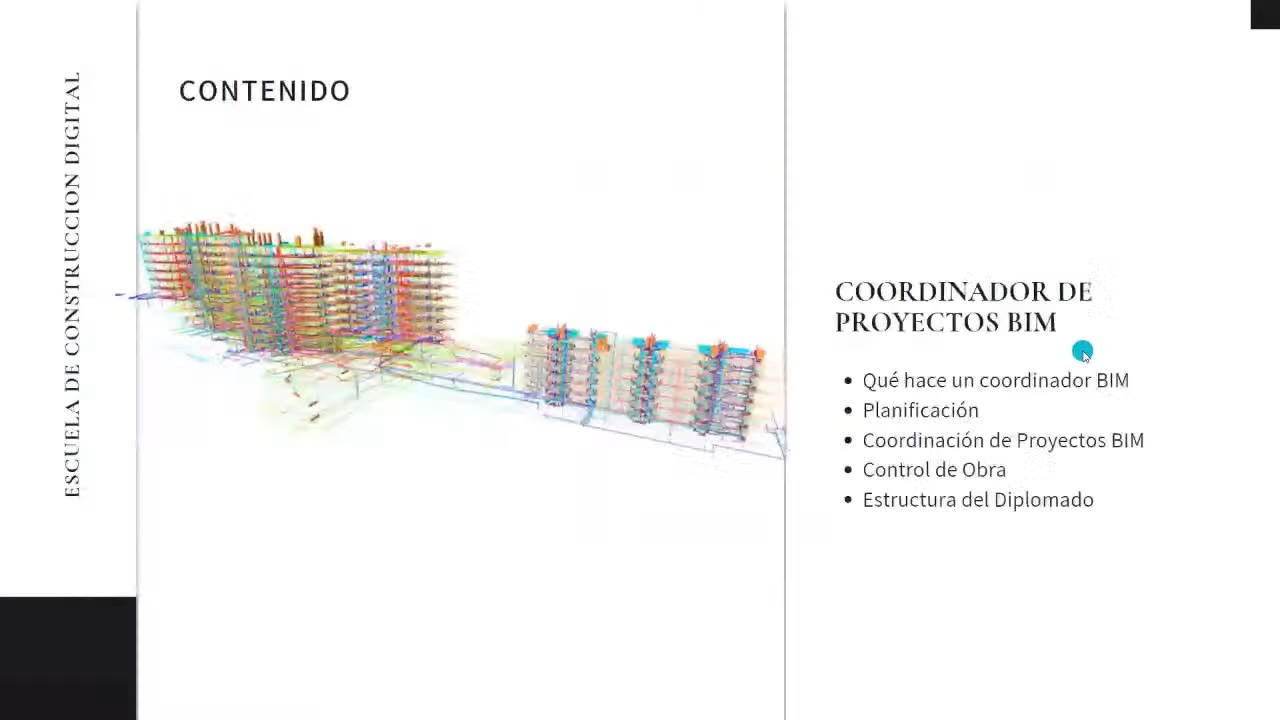 ESCUELA DE CONSTRUCCION DIGITAL
CONTENIDO
COORDINADOR DE
PROYECTOS BIM
• Qué hace un coordinador BIM
• Planificación
• Coordinación de Proyectos BIM
• Control de Obra
• Estructura del Diplomado